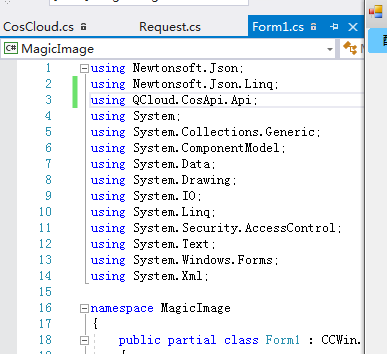 CosCloud.cs Request.cs Form1.cs
C# MagicImage
1 using Newtonsoft.Json;
2 using Newtonsoft.Json.Linq;
3 using QCloud.CosApi.Api;
4 using System;
5 using System.Collections.Generic;
6 using System.ComponentModel;
7 using System.Data;
8 using System.Drawing;
9 using System.IO;
10 using System.Linq;
11 using System.Security.AccessControl;
12 using System.Text;
13 using System.Windows.Forms;
14 using System.Xml;
15
16 namespace MagicImage
17 {
18 public partial class Form1 : CCWin.